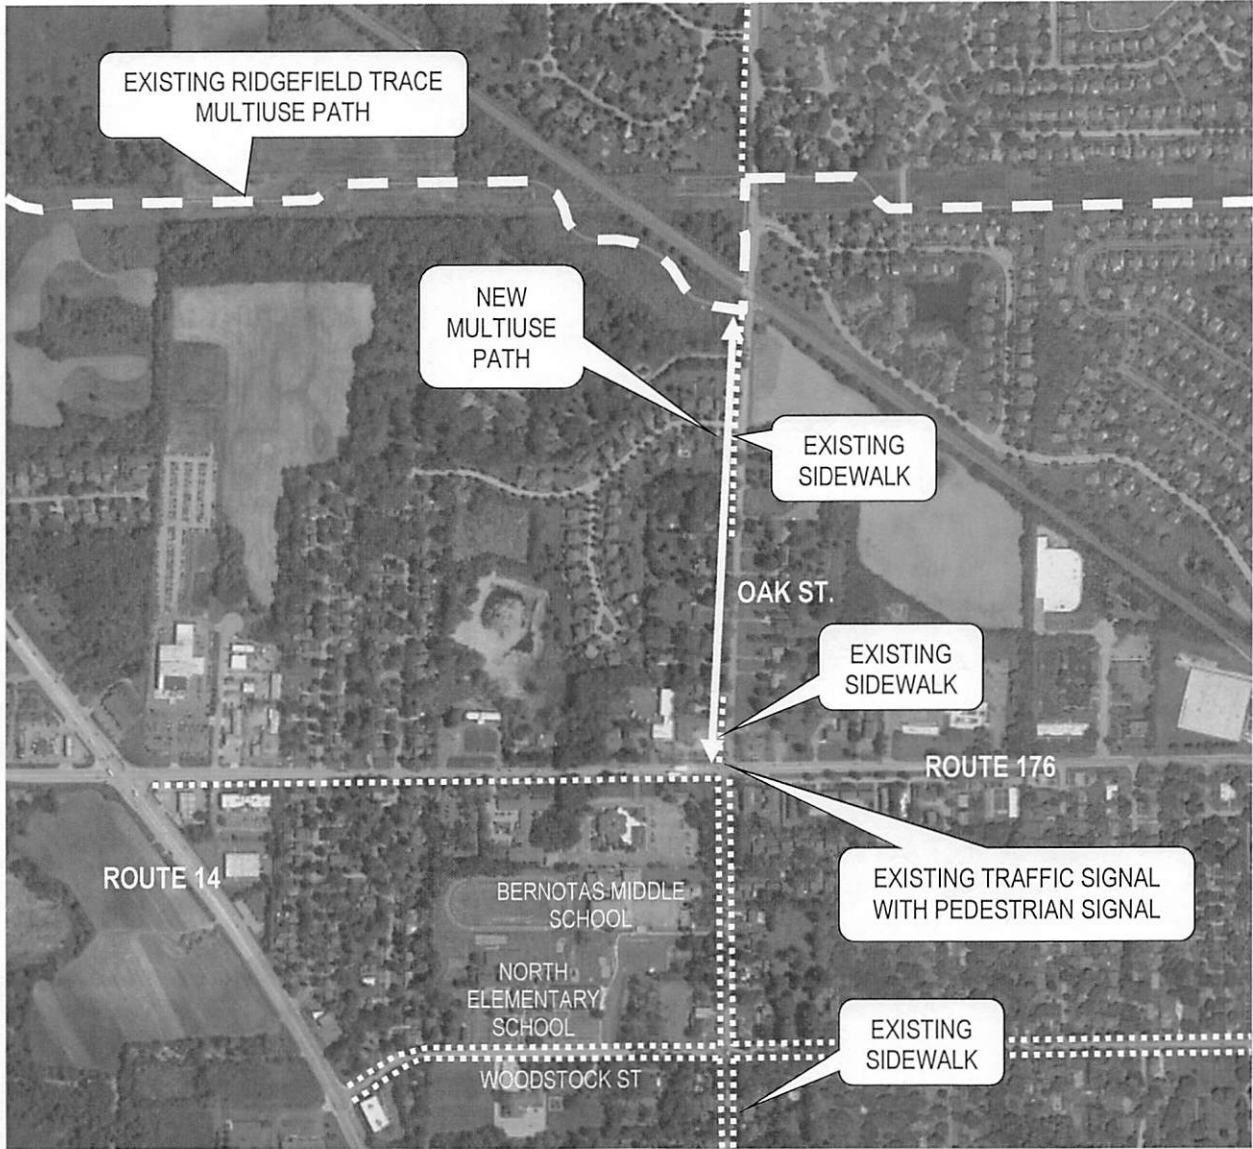 EXISTING RIDGEFIELD TRACE
MULTIUSE PATH
NEW
MULTIUSE
PATH
EXISTING
SIDEWALK
OAK ST.
EXISTING
SIDEWALK
ROUTE 176
ROUTE 14
EXISTING TRAFFIC SIGNAL
WITH PEDESTRIAN SIGNAL
BERNOTAS MIDDLE
SCHOOL
NORTH
ELEMENTARY
SCHOOL
EXISTING
SIDEWALK
WOODSTOCK ST